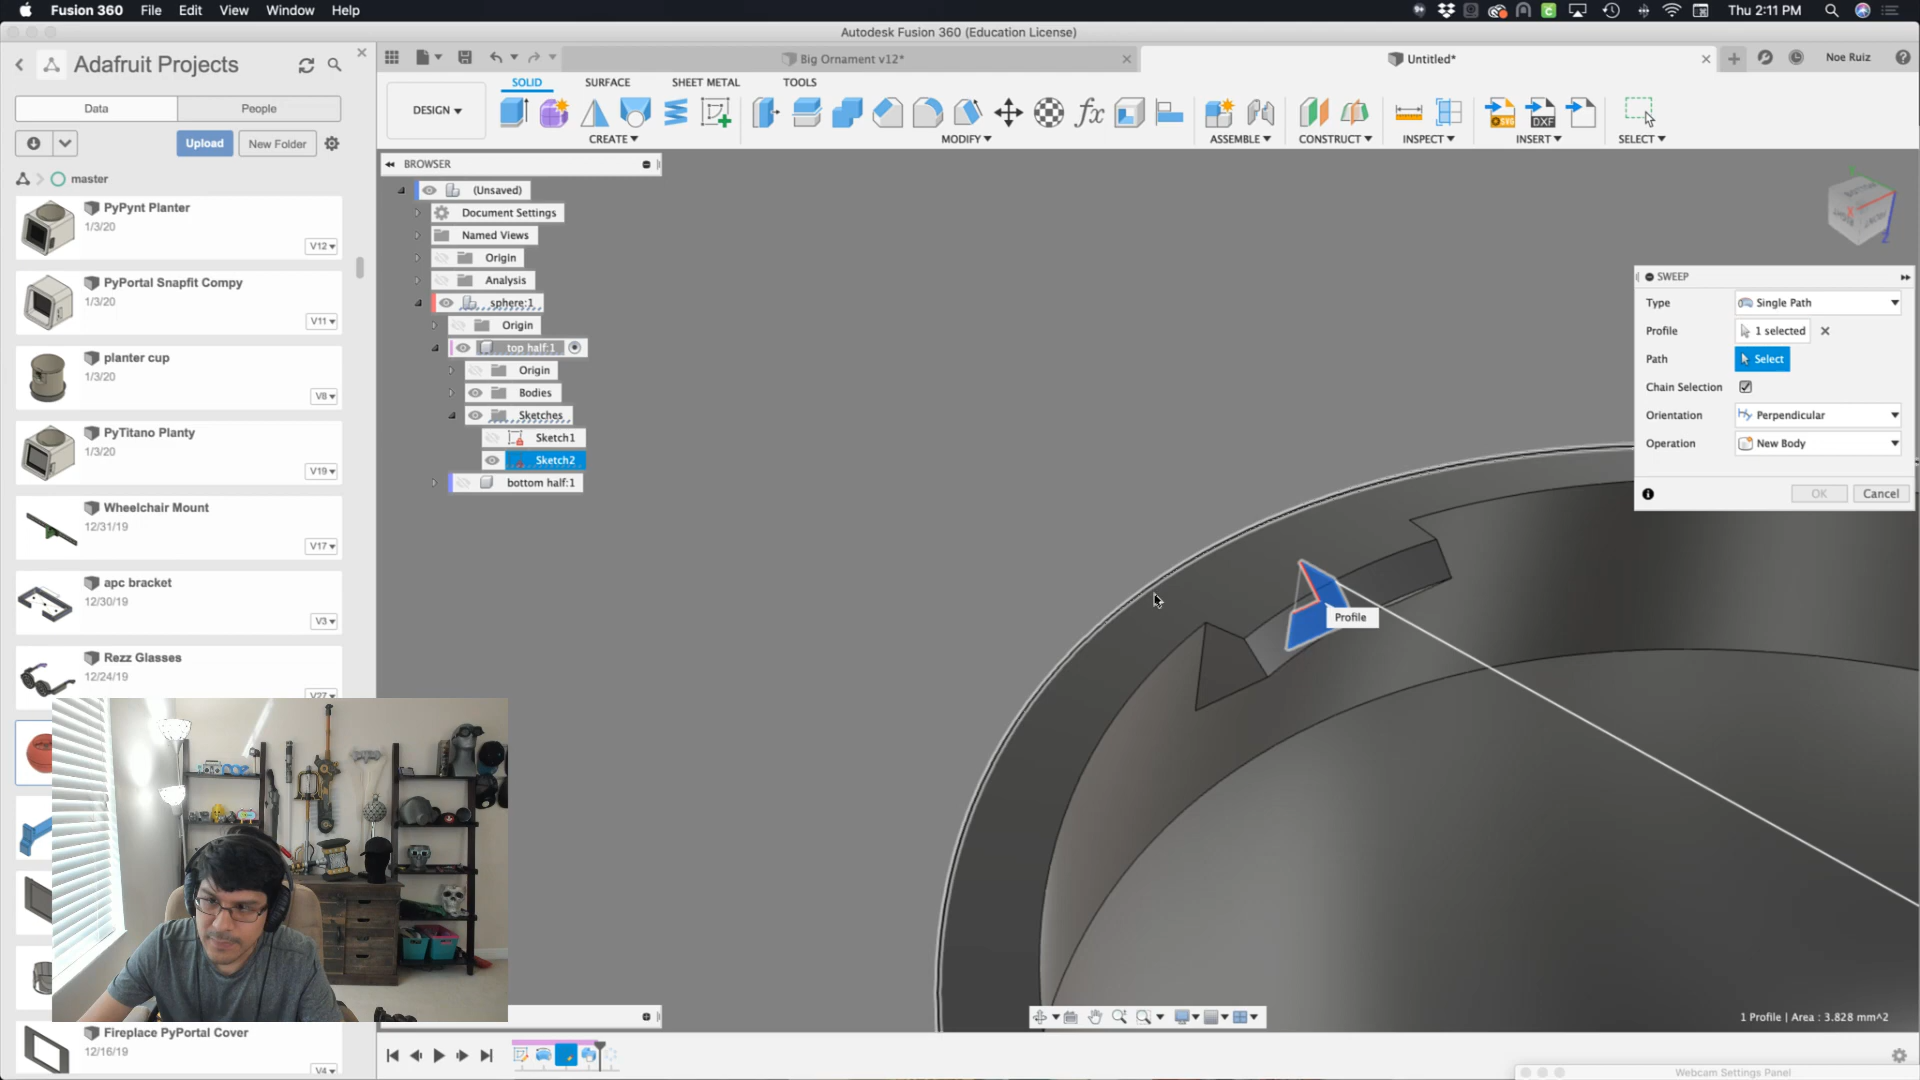 Fusion 360 File Edit View Window Help
Thu 2:11 PM
Autodesk Fusion 360 (Education License)
Adafruit Projects
Big Ornament v12*
Untitled*
Noe Ruiz
Data People
Upload New Folder
master
SOLID SURFACE SHEET METAL TOOLS
DESIGN
CREATE MODIFY ASSEMBLE CONSTRUCT INSPECT INSERT SELECT
SVG
DXF
BROWSER
(Unsaved)
Document Settings
Named Views
Origin
Analysis
sphere:1
Origin
top half:1
Origin
Bodies
Sketches
Sketch1
Sketch2
bottom half:1
PyPynt Planter
1/3/20
V12
PyPortal Snapfit Compy
1/3/20
V11
planter cup
1/3/20
V8
PyTitano Planty
1/3/20
V19
Wheelchair Mount
12/31/19
V17
apc bracket
12/30/19
V3
Rezz Glasses
12/24/19
V27
Fireplace PyPortal Cover
12/16/19
V4
SWEEP
Type Single Path
Profile 1 selected
Path Select
Chain Selection
Orientation Perpendicular
Operation New Body
OK Cancel
Profile
1 Profile | Area : 3.828 mm^2
Webcam Settings Panel